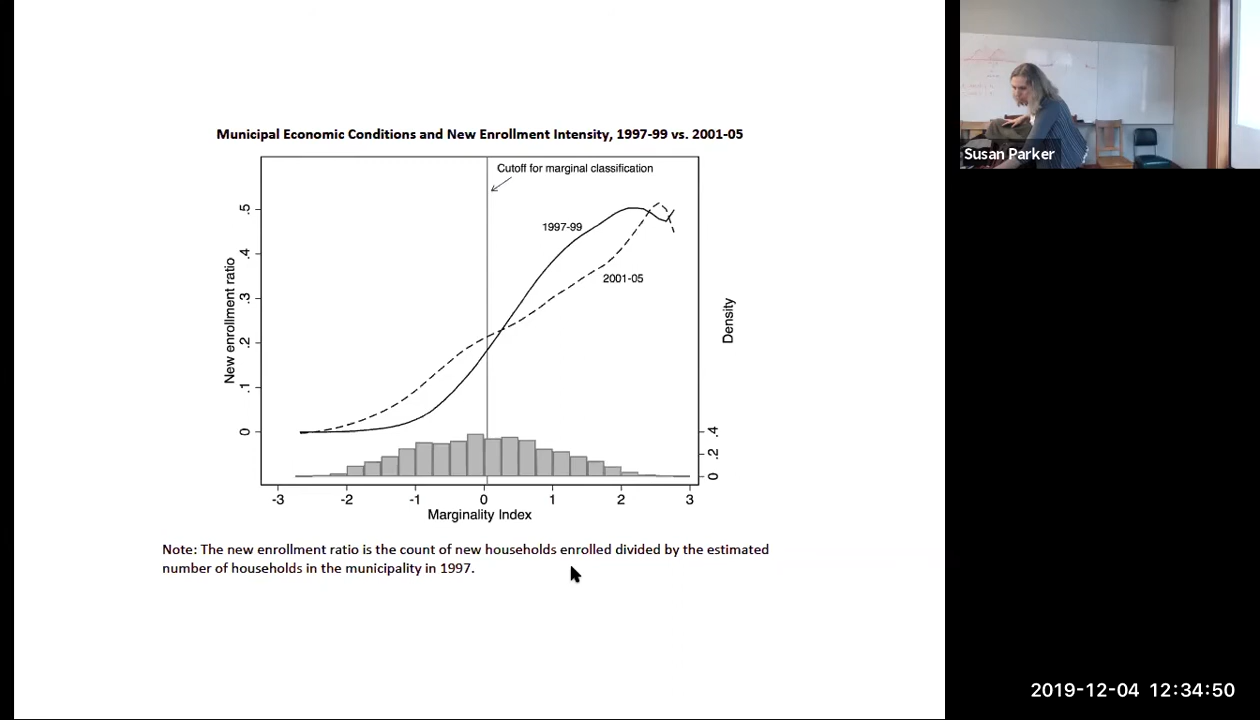 Municipal Economic Conditions and New Enrollment Intensity, 1997-99 vs. 2001-05
Cutoff for marginal classification
1997-99
2001-05
New enrollment ratio
.5
.4
.3
.2
.1
0
Density
.4
.2
0
-3 -2 -1 0 1 2 3
Marginality Index
Note: The new enrollment ratio is the count of new households enrolled divided by the estimated
number of households in the municipality in 1997.
Susan Parker
2019-12-04 12:34:50